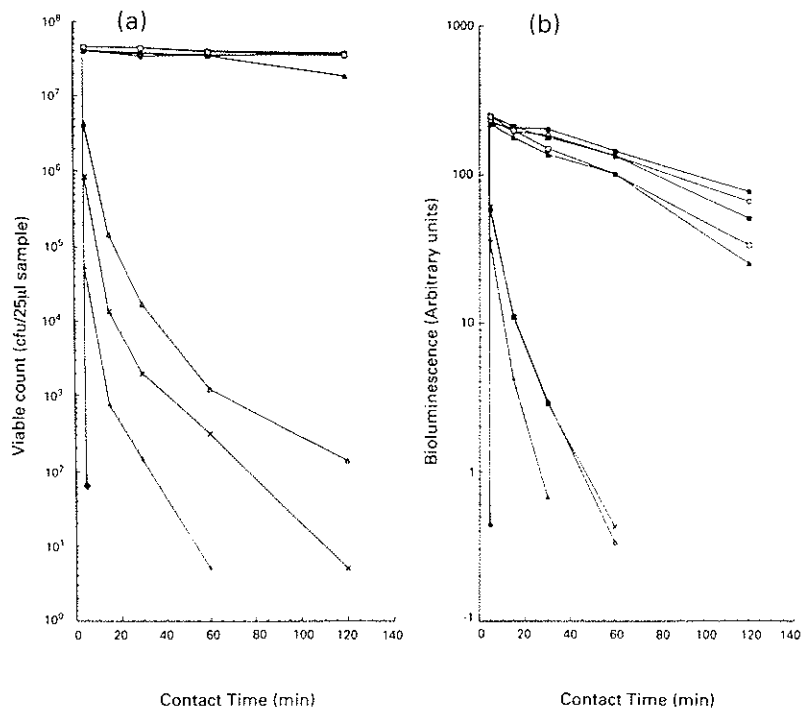 (a)
(b)
Viable count (cfu/25µl sample)
10⁸
10⁷
10⁶
10⁵
10⁴
10³
10⁷
10¹
10⁰
0 20 40 60 80 100 120 140
Contact Time (min)
Bioluminescence (Arbitrary units)
1000
100
10
1
-1
0 20 40 60 80 100 120 140
Contact Time (min)